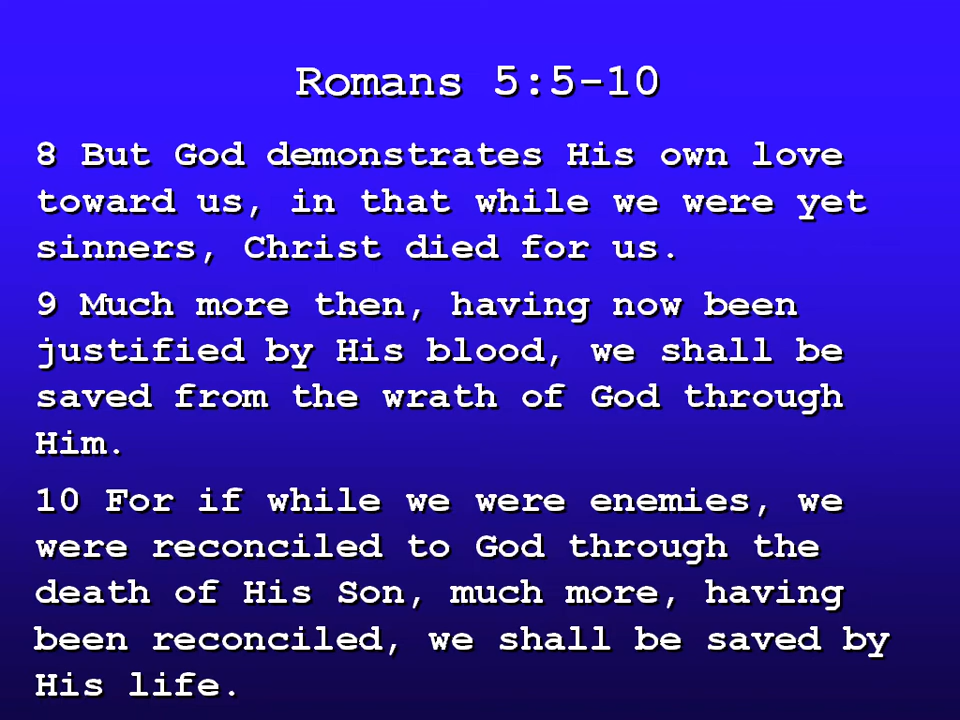 Romans 5:5-10
8 But God demonstrates His own love
toward us, in that while we were yet
sinners, Christ died for us.
9 Much more then, having now been
justified by His blood, we shall be
saved from the wrath of God through
Him.
10 For if while we were enemies, we
were reconciled to God through the
death of His Son, much more, having
been reconciled, we shall be saved by
His life.